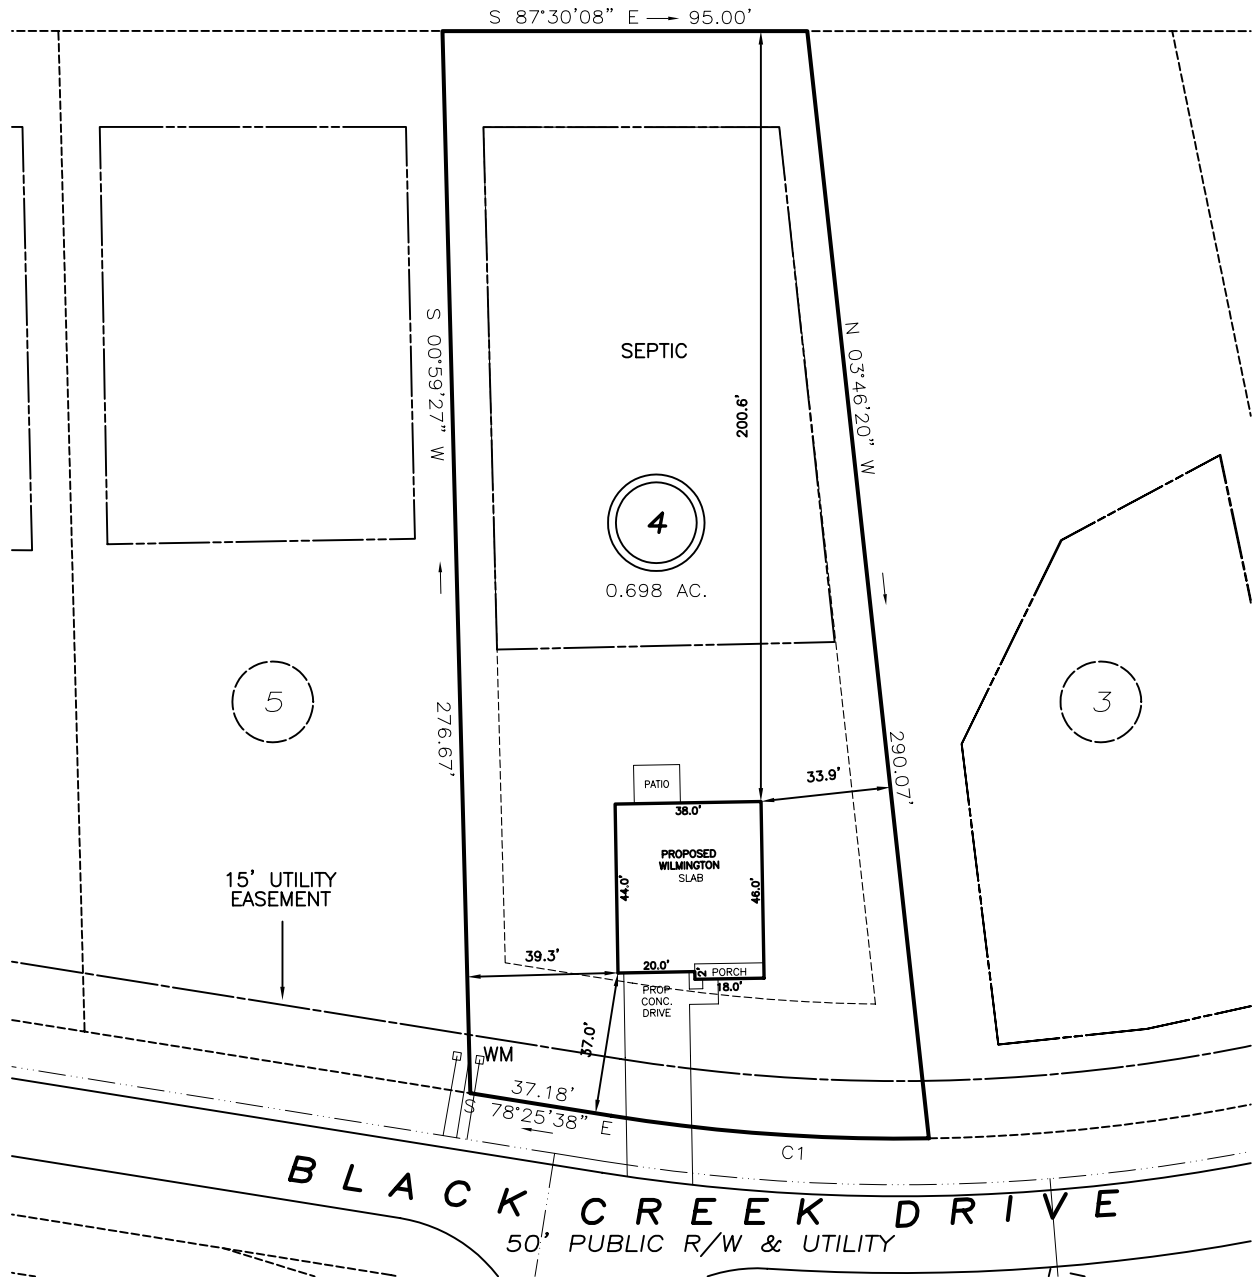 S 87°30'08" E 95.00'
S 00°59'27" W
N 03°46'20" W
SEPTIC
200.6'
4
0.698 AC.
5
3
276.67'
290.07'
33.9'
PATIO
38.0'
PROPOSED
WILMINGTON
SLAB
44.0'
46.0'
15' UTILITY
EASEMENT
39.3'
20.0'
2'
PORCH
18.0'
PROP
CONC.
DRIVE
37.0'
WM
37.18'
S 78°25'38" E
C1
BLACK CREEK DRIVE
50' PUBLIC R/W & UTILITY